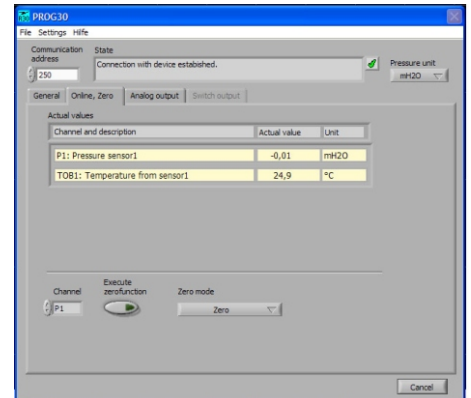 PROG30
File Settings Hilfe
Communication address
State
250
Connection with device estabished.
Pressure unit
mH2O
General Online, Zero Analog output Switch output
Actual values
Channel and description Actual value Unit
P1: Pressure sensor1 -0,01 mH2O
TOB1: Temperature from sensor1 24,9 °C
Channel
Execute zerofunction
Zero mode
P1
Zero
Cancel